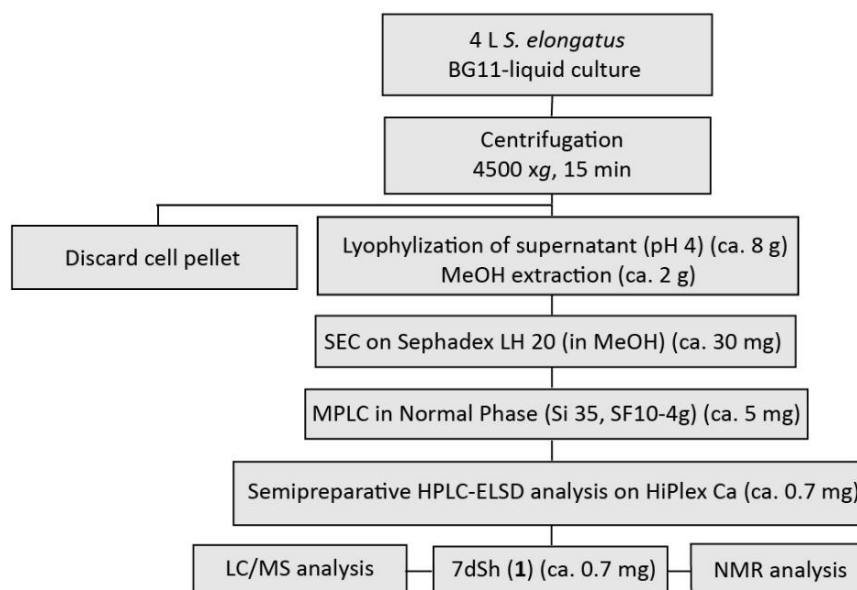 4 L S. elongatus
BG11-liquid culture
Centrifugation
4500 xg, 15 min
Discard cell pellet
Lyophylization of supernatant (pH 4) (ca. 8 g)
MeOH extraction (ca. 2 g)
SEC on Sephadex LH 20 (in MeOH) (ca. 30 mg)
MPLC in Normal Phase (Si 35, SF10-4g) (ca. 5 mg)
Semipreparative HPLC-ELSD analysis on HiPlex Ca (ca. 0.7 mg)
LC/MS analysis
7dSh (1) (ca. 0.7 mg)
NMR analysis